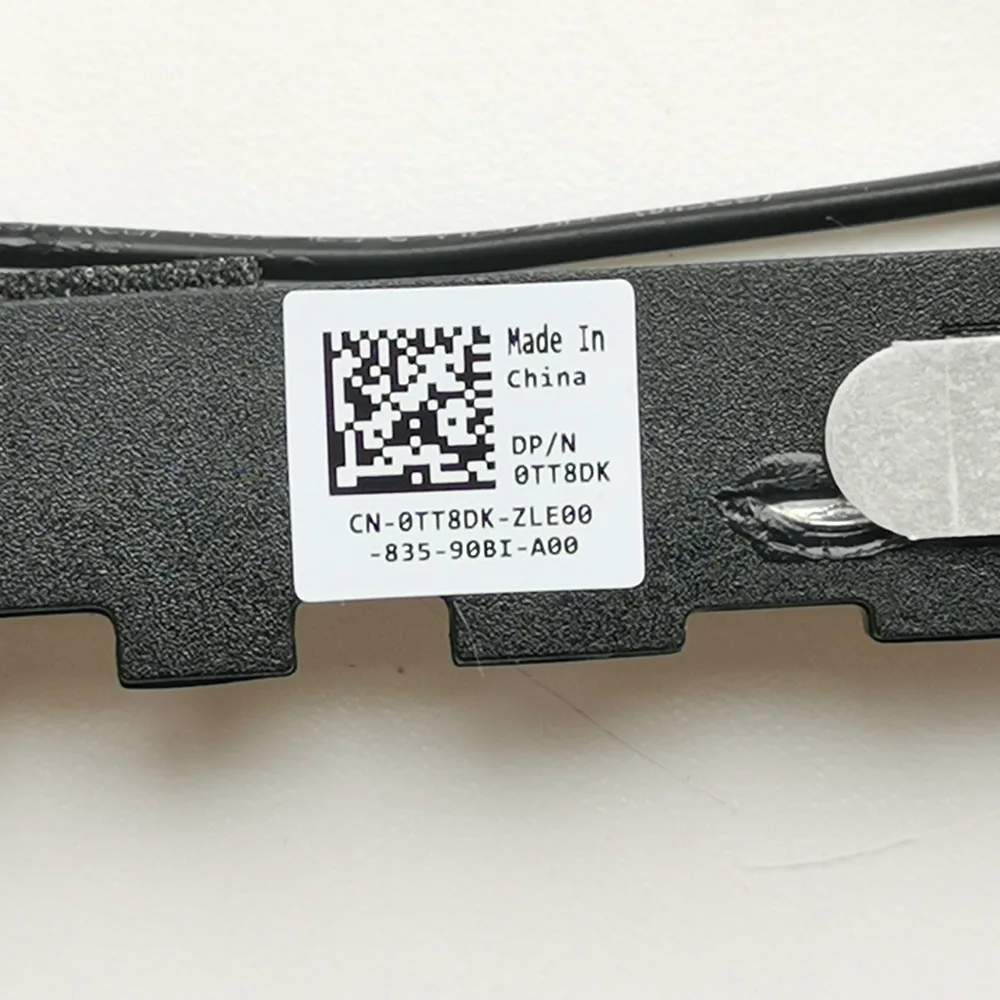 Made In
China
DP/N
0TT8DK
CN-0TT8DK-ZLE00
-835-90BI-A00